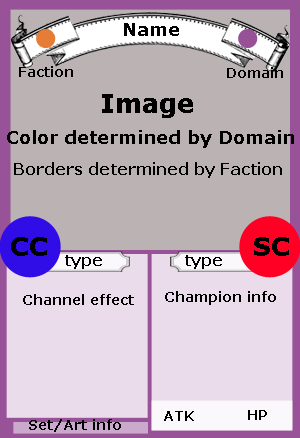 Name
Faction
Domain
Image
Color determined by Domain
Borders determined by Faction
CC
type
type
SC
Channel effect
Champion info
ATK
HP
Set/Art info